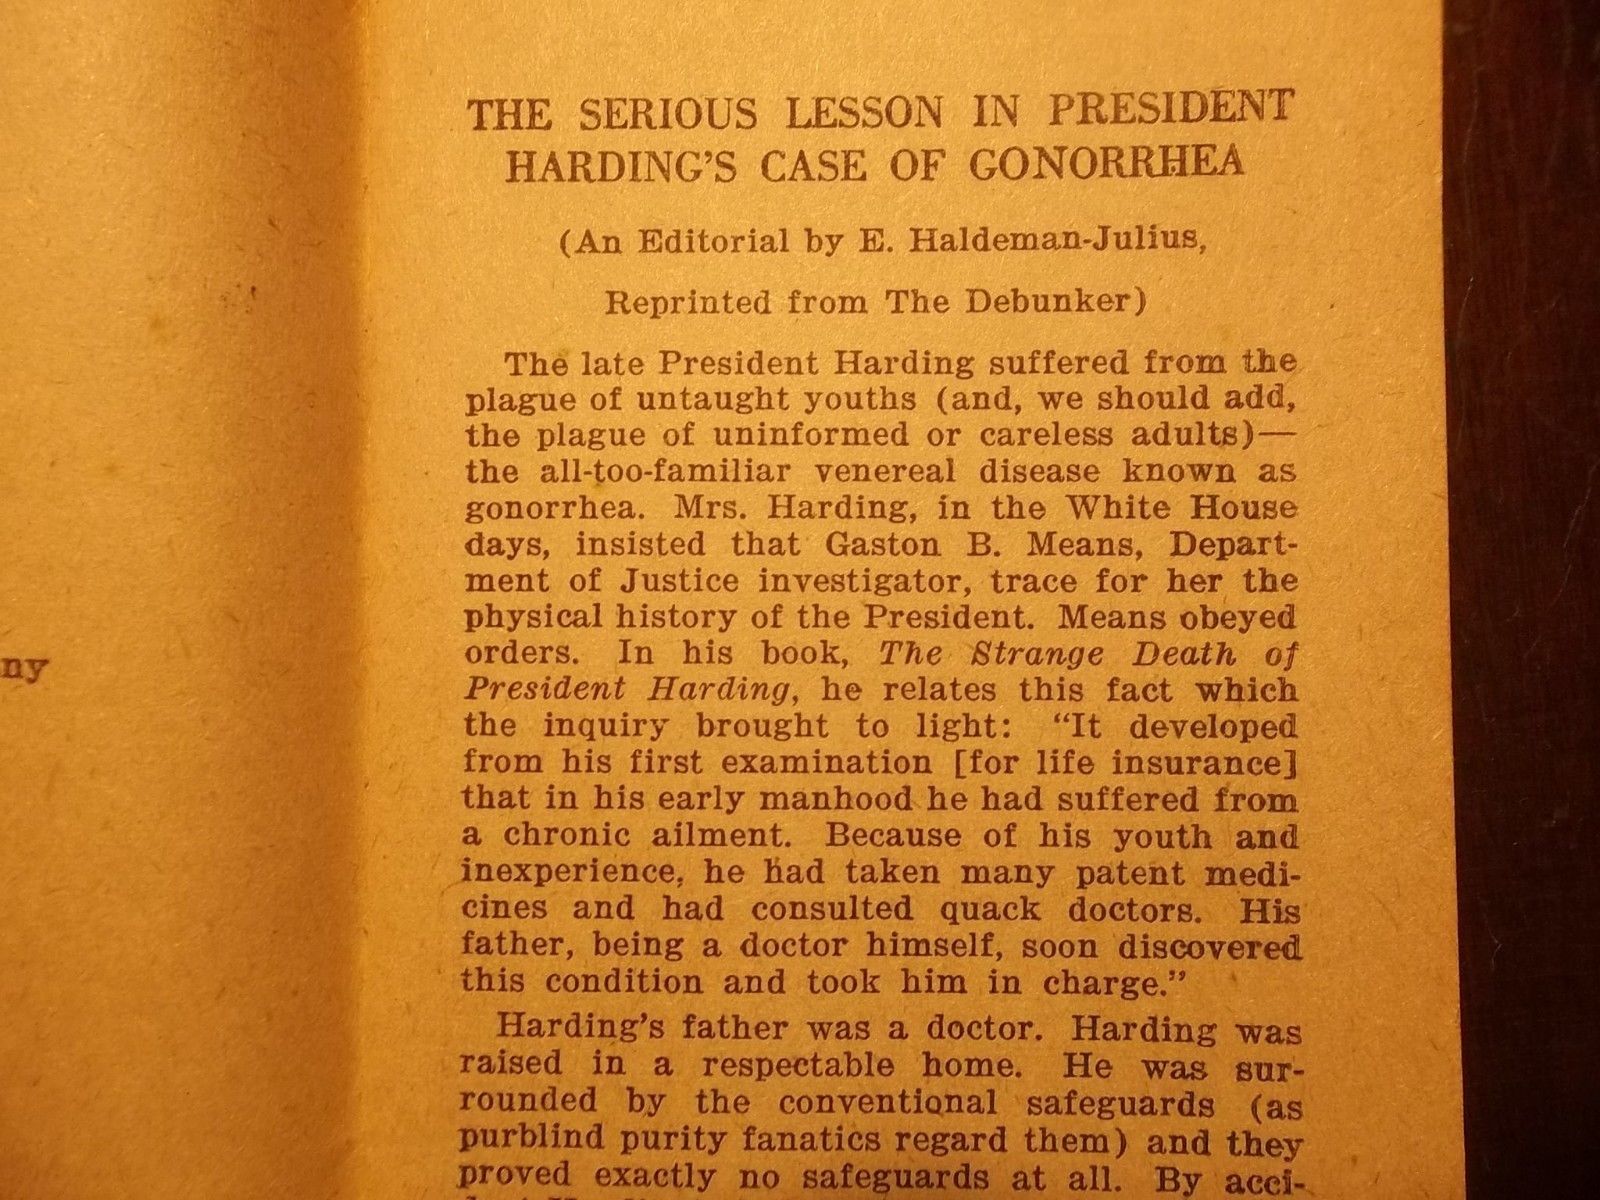 ny
THE SERIOUS LESSON IN PRESIDENT
HARDING'S CASE OF GONORRHEA
(An Editorial by E. Haldeman-Julius,
Reprinted from The Debunker)
The late President Harding suffered from the
plague of untaught youths (and, we should add,
the plague of uninformed or careless adults)—
the all-too-familiar venereal disease known as
gonorrhea. Mrs. Harding, in the White House
days, insisted that Gaston B. Means, Depart-
ment of Justice investigator, trace for her the
physical history of the President. Means obeyed
orders. In his book, The Strange Death of
President Harding, he relates this fact which
the inquiry brought to light: "It developed
from his first examination [for life insurance]
that in his early manhood he had suffered from
a chronic ailment. Because of his youth and
inexperience, he had taken many patent medi-
cines and had consulted quack doctors. His
father, being a doctor himself, soon discovered
this condition and took him in charge."
Harding's father was a doctor. Harding was
raised in a respectable home. He was sur-
rounded by the conventional safeguards (as
purblind purity fanatics regard them) and they
proved exactly no safeguards at all. By acci-